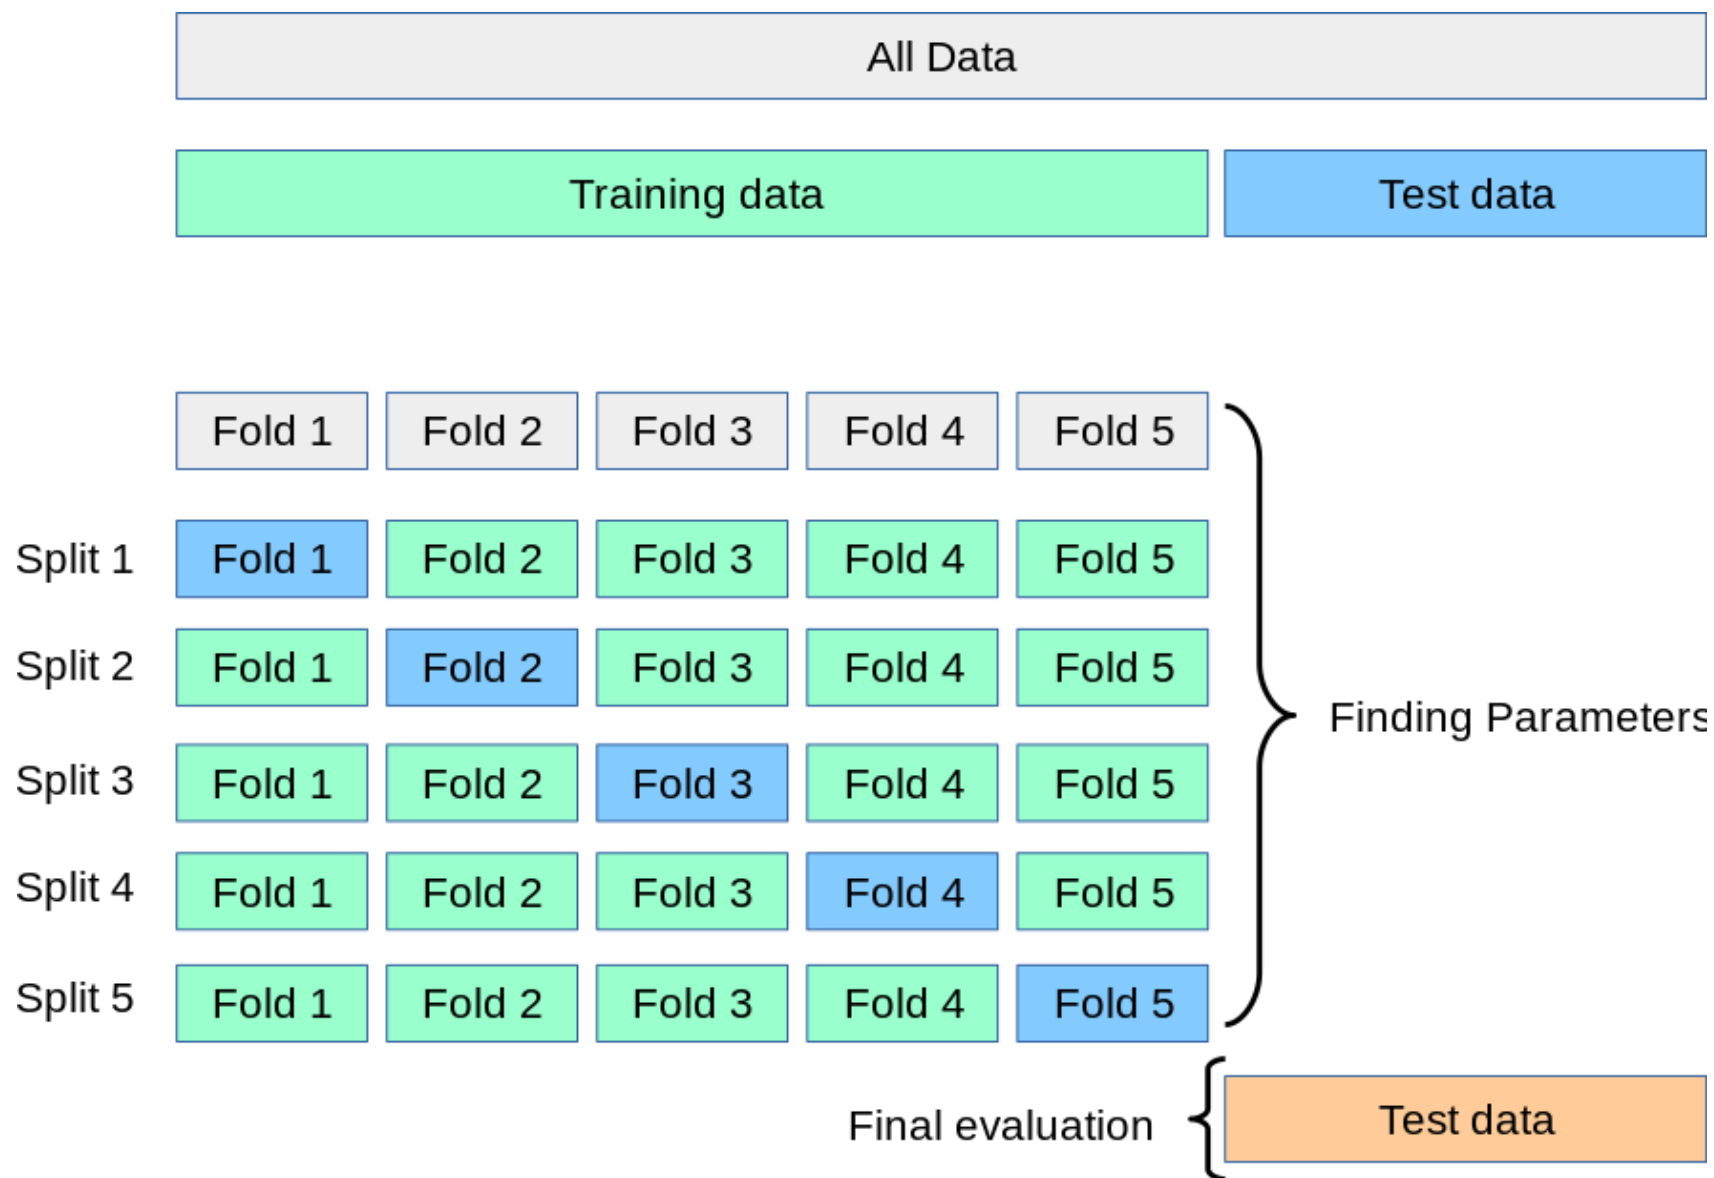 All Data
Training data Test data
Fold 1 Fold 2 Fold 3 Fold 4 Fold 5
Split 1 Fold 1 Fold 2 Fold 3 Fold 4 Fold 5
Split 2 Fold 1 Fold 2 Fold 3 Fold 4 Fold 5
Finding Parameters
Split 3 Fold 1 Fold 2 Fold 3 Fold 4 Fold 5
Split 4 Fold 1 Fold 2 Fold 3 Fold 4 Fold 5
Split 5 Fold 1 Fold 2 Fold 3 Fold 4 Fold 5
Final evaluation Test data